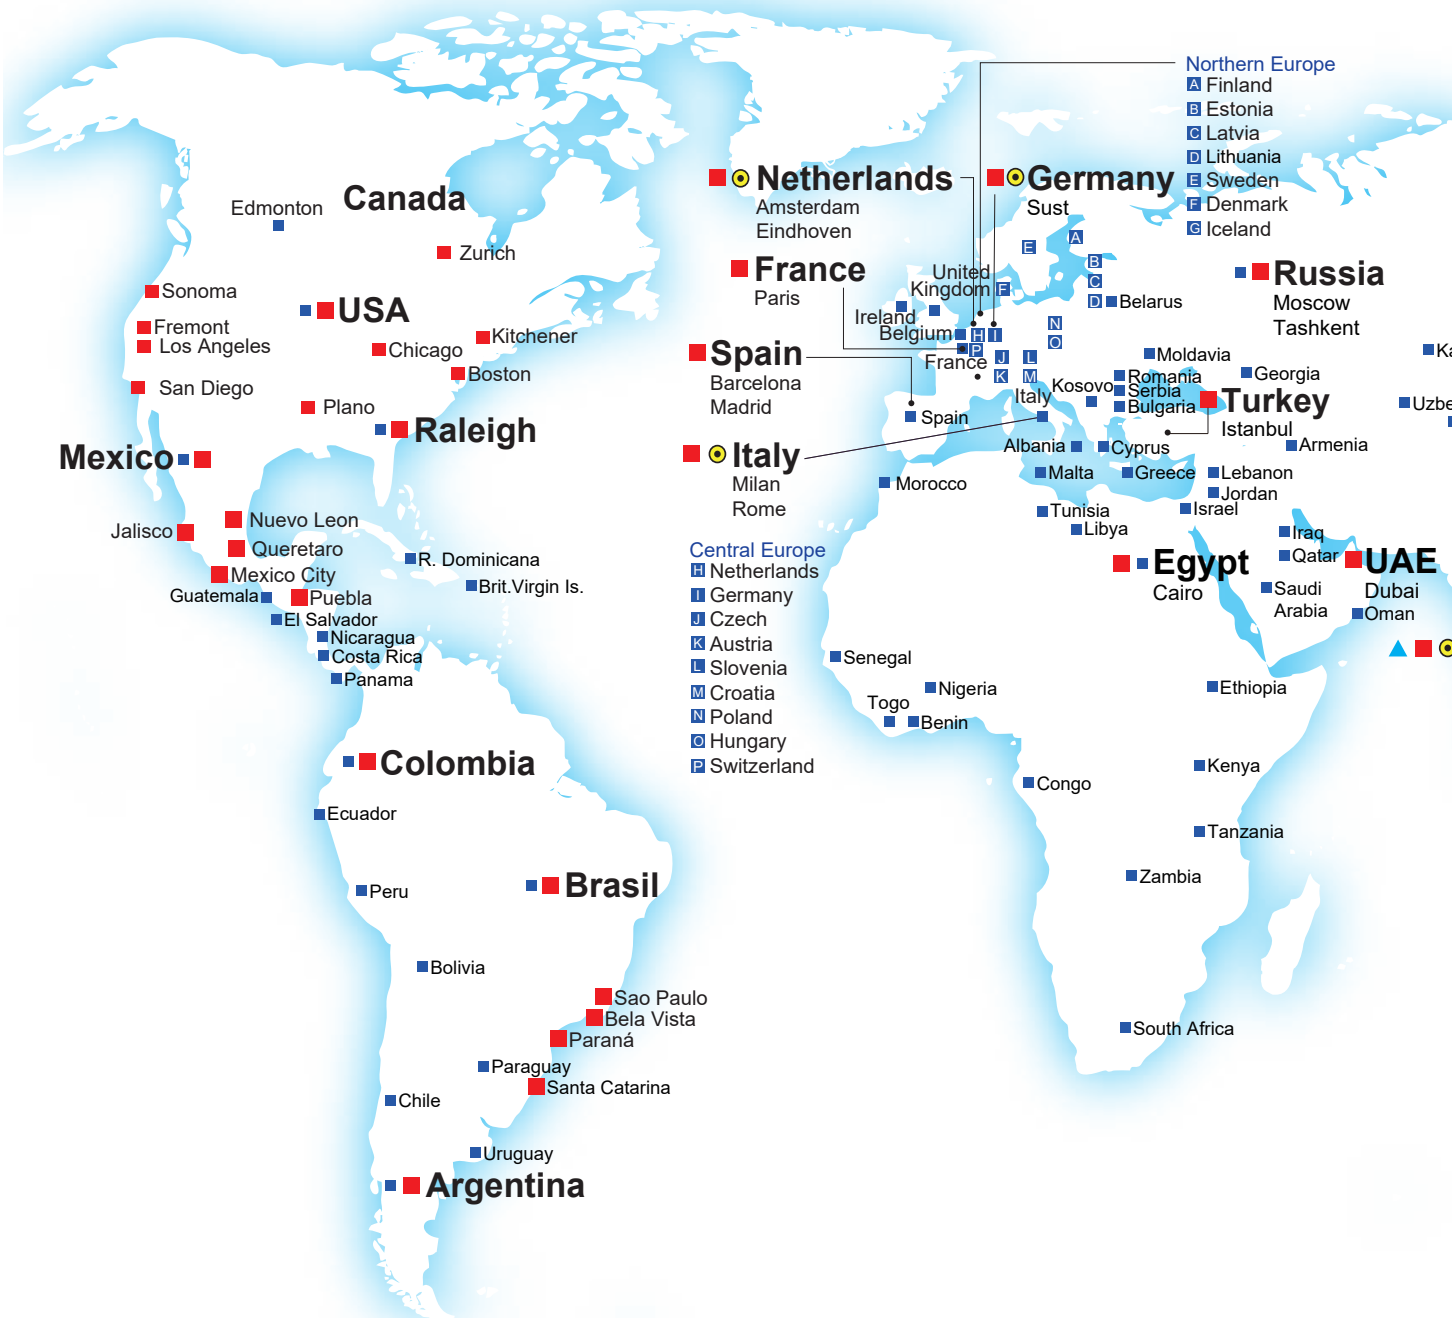 Canada
Edmonton
Zurich
Sonoma
USA
Fremont
Los Angeles
Kitchener
Chicago
Boston
San Diego
Plano
Raleigh
Mexico
Nuevo Leon
Jalisco
Queretaro
Mexico City
R. Dominicana
Brit.Virgin Is.
Guatemala
Puebla
El Salvador
Nicaragua
Costa Rica
Panama
Colombia
Ecuador
Brasil
Peru
Bolivia
Sao Paulo
Bela Vista
Paraná
Paraguay
Santa Catarina
Chile
Uruguay
Argentina
Netherlands
Amsterdam
Eindhoven
France
Paris
Spain
Barcelona
Madrid
Italy
Milan
Rome
Central Europe
H Netherlands
I Germany
J Czech
K Austria
L Slovenia
M Croatia
N Poland
O Hungary
P Switzerland
Germany
Sust
Northern Europe
A Finland
B Estonia
C Latvia
D Lithuania
E Sweden
F Denmark
G Iceland
E
A
B
C
D
Belarus
F
United
Kingdom
Ireland
Belgium
H
I
P
N
O
France
J
L
K
M
Italy
Spain
Kosovo
Moldavia
Romania
Serbia
Bulgaria
Georgia
Russia
Moscow
Tashkent
Turkey
Istanbul
Armenia
Albania
Cyprus
Malta
Greece
Lebanon
Jordan
Israel
Morocco
Tunisia
Libya
Iraq
Qatar
Egypt
Cairo
UAE
Dubai
Saudi
Arabia
Oman
Senegal
Nigeria
Togo
Benin
Ethiopia
Congo
Kenya
Tanzania
Zambia
South Africa